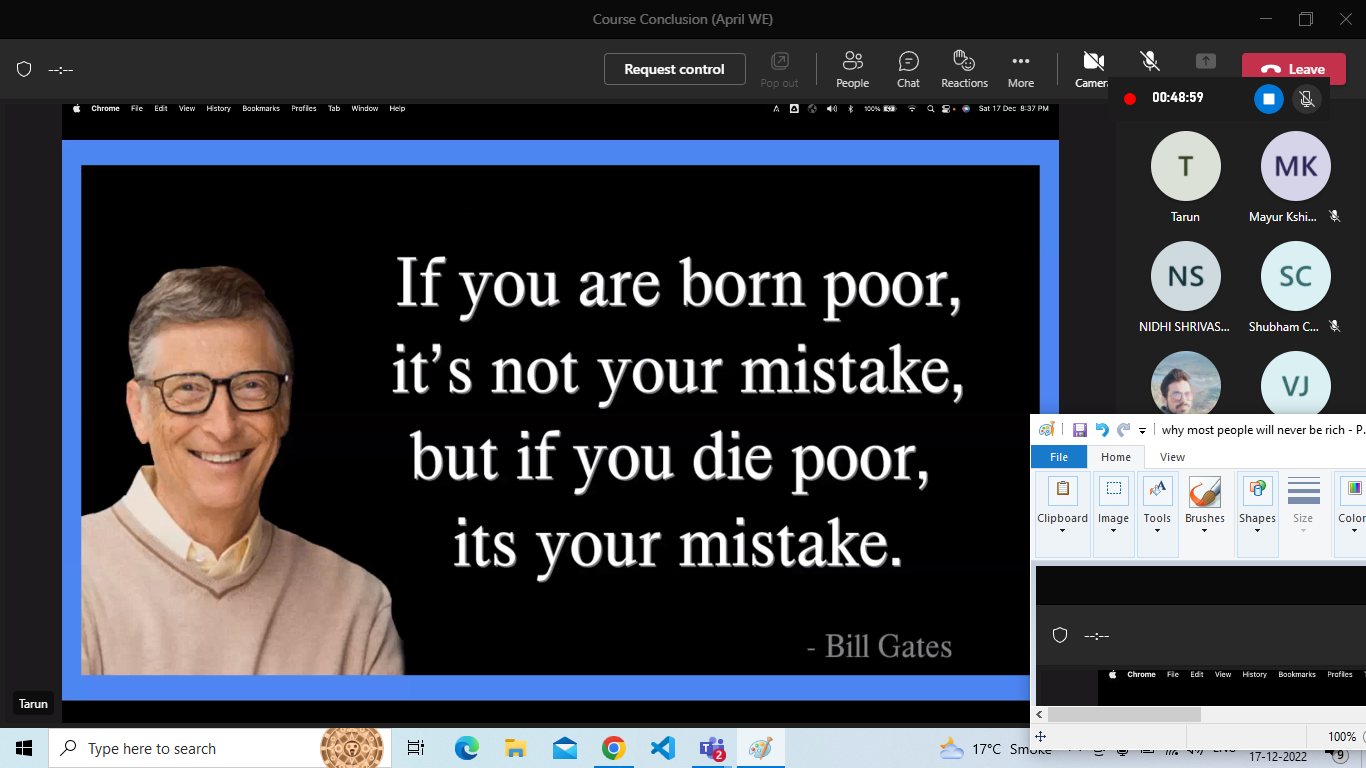 Course Conclusion (April WE)
--:--
Request control
Pop out
People
Chat
Reactions
More
Camera
Leave
00:48:59
Chrome File Edit View History Bookmarks Profiles Tab Window Help
100%
Sat 17 Dec 8:37 PM
If you are born poor,
it’s not your mistake,
but if you die poor,
its your mistake.
- Bill Gates
Tarun
T
MK
Tarun
Mayur Kshi...
NS
SC
NIDHI SHRIVAS...
Shubham C...
VJ
why most people will never be rich - P.
File
Home
View
Clipboard
Image
Tools
Brushes
Shapes
Size
--:--
Chrome File Edit View History Bookmarks Profiles
100%
Type here to search
2
17°C
17-12-2022
9